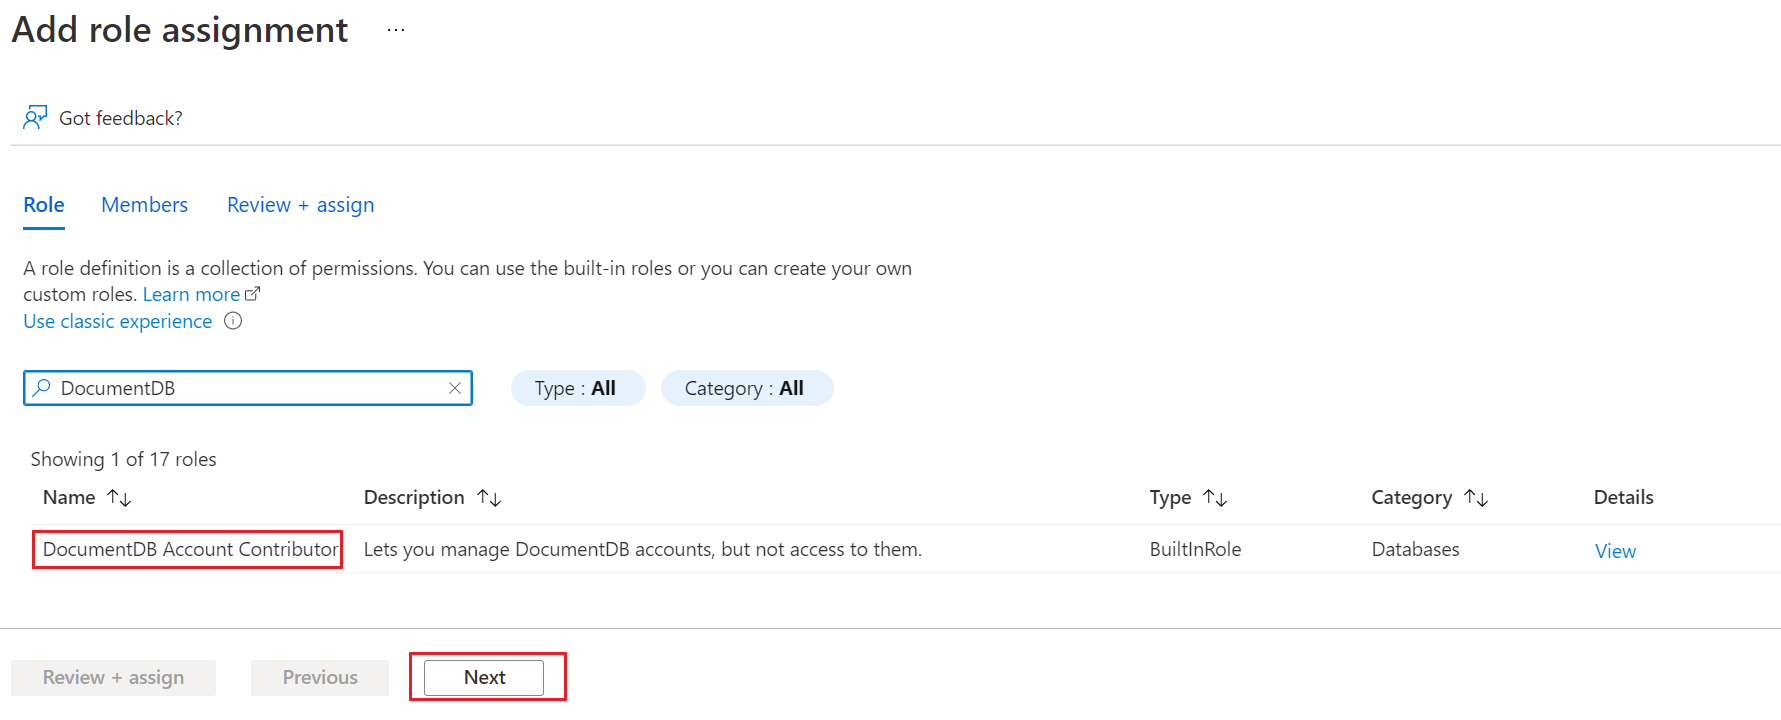 Add role assignment ...
Got feedback?
Role Members Review + assign
A role definition is a collection of permissions. You can use the built-in roles or you can create your own
custom roles. Learn more
Use classic experience
DocumentDB Type : All Category : All
Showing 1 of 17 roles
Name Description Type Category Details
DocumentDB Account Contributor Lets you manage DocumentDB accounts, but not access to them. BuiltInRole Databases View
Review + assign Previous Next